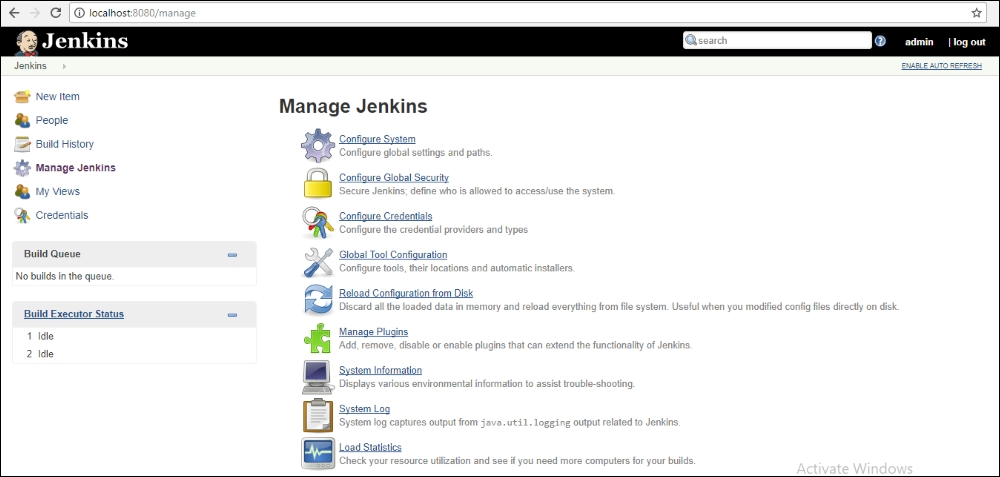 localhost:8080/manage
Jenkins
search
admin
| log out
Jenkins
ENABLE AUTO REFRESH
New Item
People
Build History
Manage Jenkins
My Views
Credentials
Build Queue
No builds in the queue.
Build Executor Status
1 Idle
2 Idle
Manage Jenkins
Configure System
Configure global settings and paths.
Configure Global Security
Secure Jenkins; define who is allowed to access/use the system.
Configure Credentials
Configure the credential providers and types
Global Tool Configuration
Configure tools, their locations and automatic installers.
Reload Configuration from Disk
Discard all the loaded data in memory and reload everything from file system. Useful when you modified config files directly on disk.
Manage Plugins
Add, remove, disable or enable plugins that can extend the functionality of Jenkins.
System Information
Displays various environmental information to assist trouble-shooting.
System Log
System log captures output from java.util.logging output related to Jenkins.
Load Statistics
Check your resource utilization and see if you need more computers for your builds.
Activate Windows